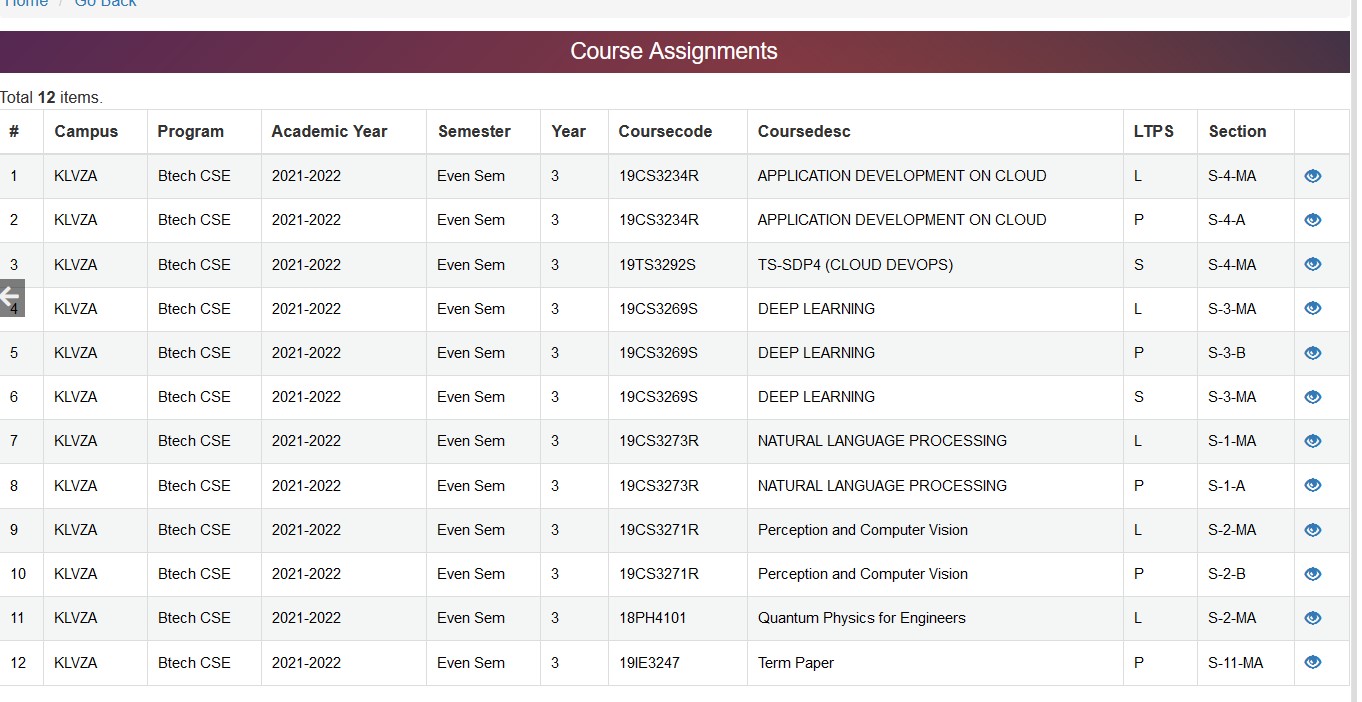 Home / Go Back
Course Assignments
Total 12 items.
# Campus Program Academic Year Semester Year Coursecode Coursedesc LTPS Section
1 KLVZA Btech CSE 2021-2022 Even Sem 3 19CS3234R APPLICATION DEVELOPMENT ON CLOUD L S-4-MA
2 KLVZA Btech CSE 2021-2022 Even Sem 3 19CS3234R APPLICATION DEVELOPMENT ON CLOUD P S-4-A
3 KLVZA Btech CSE 2021-2022 Even Sem 3 19TS3292S TS-SDP4 (CLOUD DEVOPS) S S-4-MA
4 KLVZA Btech CSE 2021-2022 Even Sem 3 19CS3269S DEEP LEARNING L S-3-MA
5 KLVZA Btech CSE 2021-2022 Even Sem 3 19CS3269S DEEP LEARNING P S-3-B
6 KLVZA Btech CSE 2021-2022 Even Sem 3 19CS3269S DEEP LEARNING S S-3-MA
7 KLVZA Btech CSE 2021-2022 Even Sem 3 19CS3273R NATURAL LANGUAGE PROCESSING L S-1-MA
8 KLVZA Btech CSE 2021-2022 Even Sem 3 19CS3273R NATURAL LANGUAGE PROCESSING P S-1-A
9 KLVZA Btech CSE 2021-2022 Even Sem 3 19CS3271R Perception and Computer Vision L S-2-MA
10 KLVZA Btech CSE 2021-2022 Even Sem 3 19CS3271R Perception and Computer Vision P S-2-B
11 KLVZA Btech CSE 2021-2022 Even Sem 3 18PH4101 Quantum Physics for Engineers L S-2-MA
12 KLVZA Btech CSE 2021-2022 Even Sem 3 19IE3247 Term Paper P S-11-MA